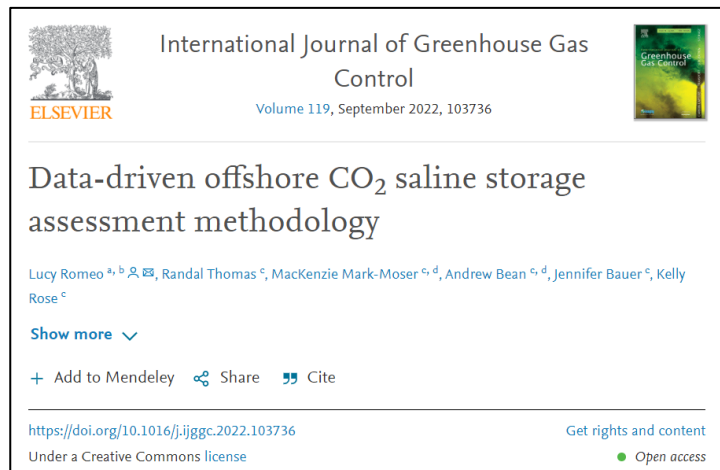 International Journal of Greenhouse Gas
Control
Volume 119, September 2022, 103736
ELSEVIER
Greenhouse
Gas Control
Data-driven offshore CO₂ saline storage
assessment methodology
Lucy Romeo a, b, Randal Thomas c, MacKenzie Mark-Moser c, d, Andrew Bean c, d, Jennifer Bauer c, Kelly
Rose c
Show more
+ Add to Mendeley Share Cite
https://doi.org/10.1016/j.ijggc.2022.103736 Get rights and content
Under a Creative Commons license Open access